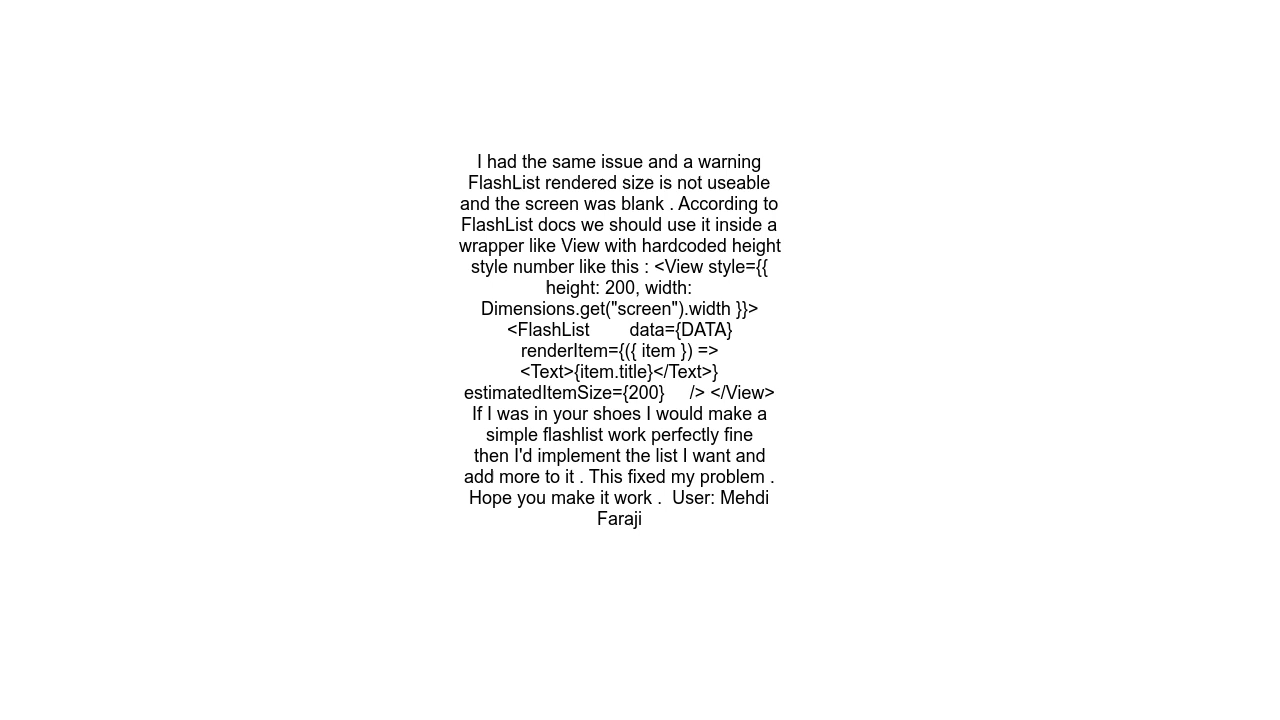 I had the same issue and a warning
FlashList rendered size is not useable
and the screen was blank . According to
FlashList docs we should use it inside a
wrapper like View with hardcoded height
style number like this : <View style={{
height: 200, width:
Dimensions.get("screen").width }}>
<FlashList        data={DATA}
renderItem={({ item }) =>
<Text>{item.title}</Text>}
estimatedItemSize={200}     /> </View>
If I was in your shoes I would make a
simple flashlist work perfectly fine
then I'd implement the list I want and
add more to it . This fixed my problem .
Hope you make it work .  User: Mehdi
Faraji